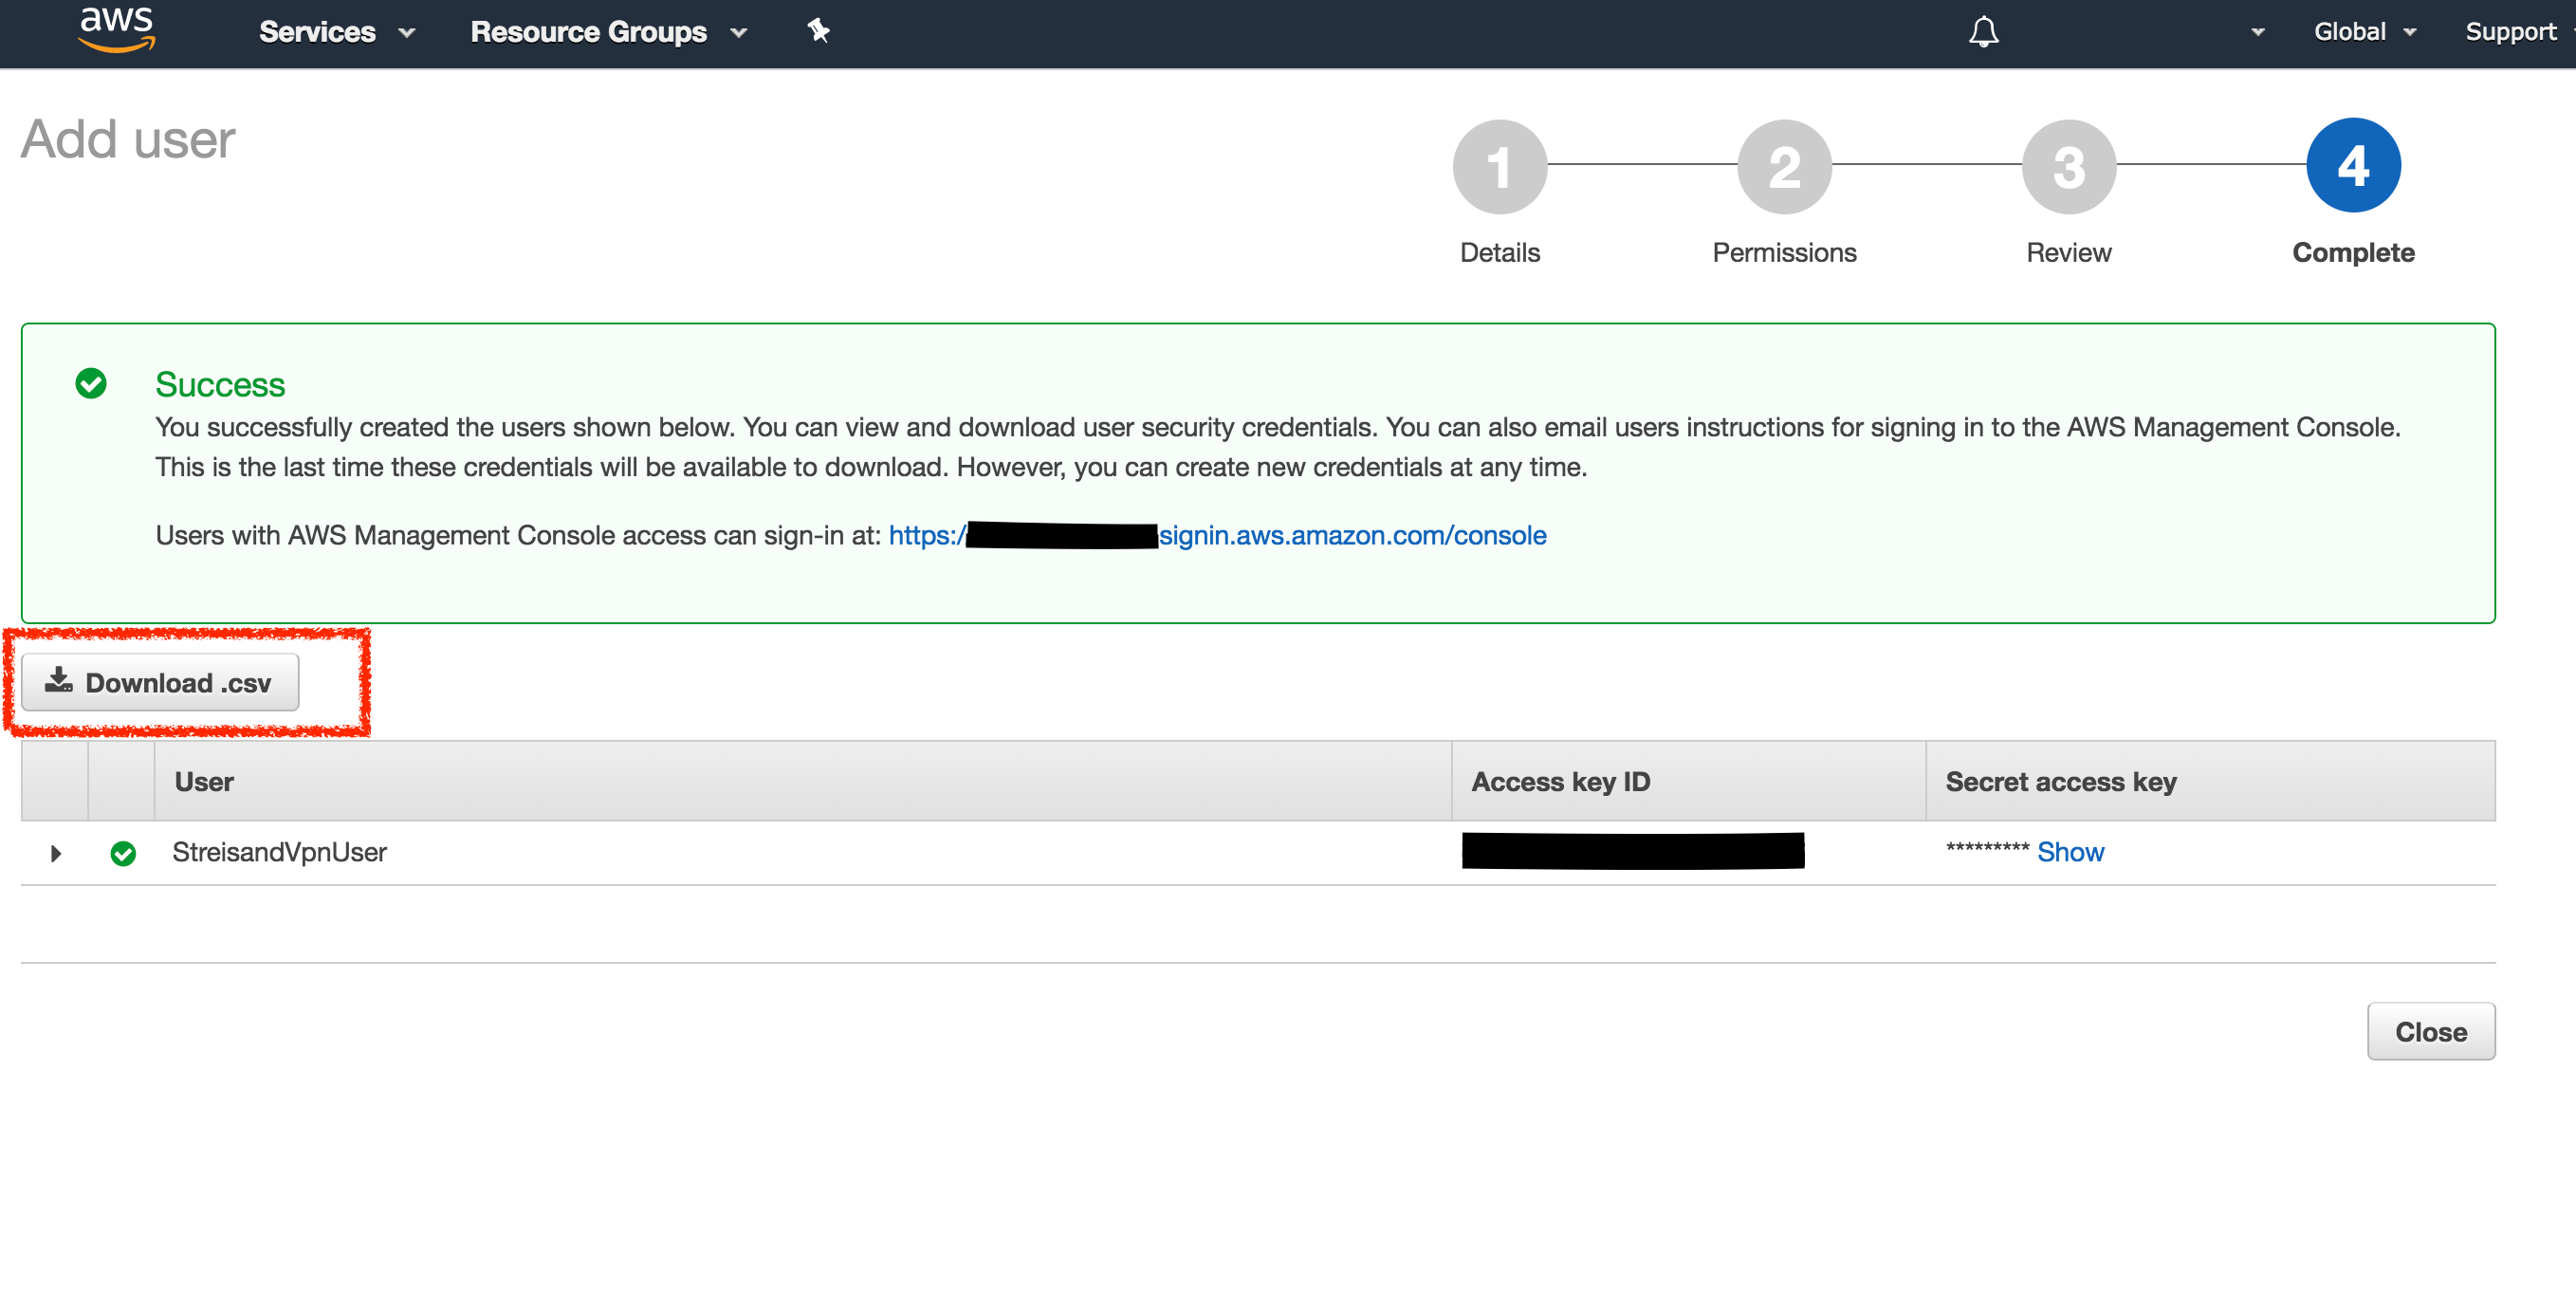 aws
Services
Resource Groups
Global
Support
Add user
1
2
3
4
Details
Permissions
Review
Complete
Success
You successfully created the users shown below. You can view and download user security credentials. You can also email users instructions for signing in to the AWS Management Console.
This is the last time these credentials will be available to download. However, you can create new credentials at any time.
Users with AWS Management Console access can sign-in at: https:/ signin.aws.amazon.com/console
Download .csv
User
Access key ID
Secret access key
StreisandVpnUser
********* Show
Close